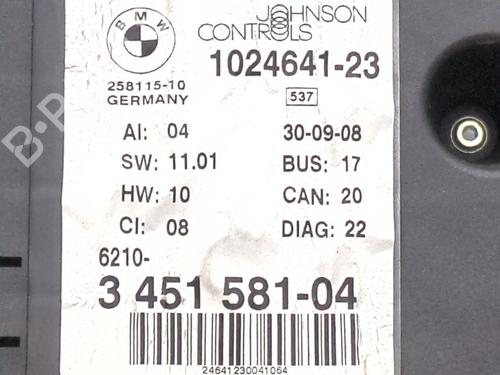 BMW
JOHNSON
CONTROLS
1024641-23
258115-10
GERMANY
537
AI: 04
30-09-08
SW: 11.01
BUS: 17
HW: 10
CAN: 20
CI: 08
DIAG: 22
6210-
3 451 581-04
24641230041064